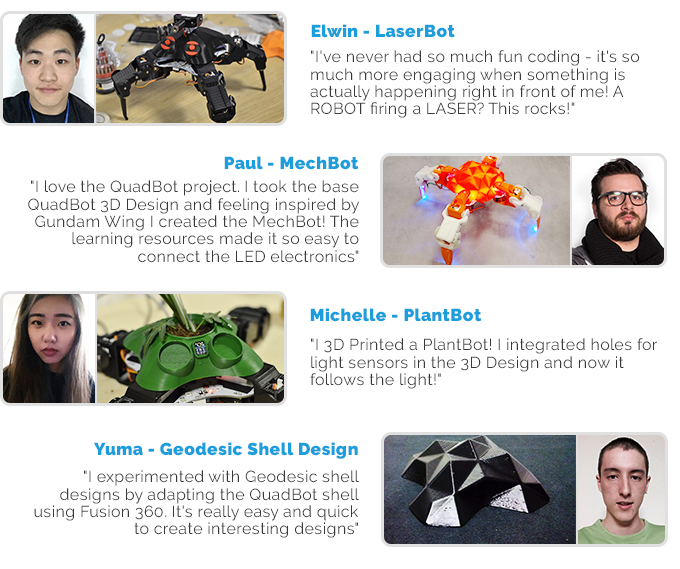 Elwin - LaserBot
"I've never had so much fun coding - it's so
much more engaging when something is
actually happening right in front of me! A
ROBOT firing a LASER? This rocks!"
Paul - MechBot
"I love the QuadBot project. I took the base
QuadBot 3D Design and feeling inspired by
Gundam Wing I created the MechBot! The
learning resources made it so easy to
connect the LED electronics"
Michelle - PlantBot
"I 3D Printed a PlantBot! I integrated holes for
light sensors in the 3D Design and now it
follows the light!"
Yuma - Geodesic Shell Design
"I experimented with Geodesic shell
designs by adapting the QuadBot shell
using Fusion 360. It's really easy and quick
to create interesting designs"